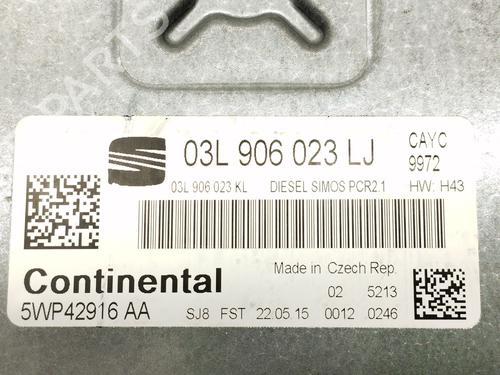 03L 906 023 LJ
CAYC
9972
03L 906 023 KL DIESEL SIMOS PCR2.1 HW: H43
Continental
Made in Czech Rep.
02 5213
5WP42916 AA
SJ8 FST 22.05.15 0012 0246